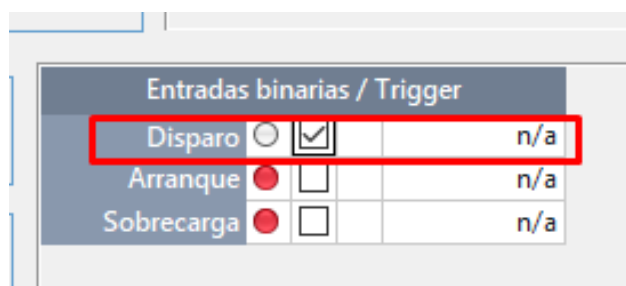 Entradas binarias / Trigger
Disparo n/a
Arranque n/a
Sobrecarga n/a